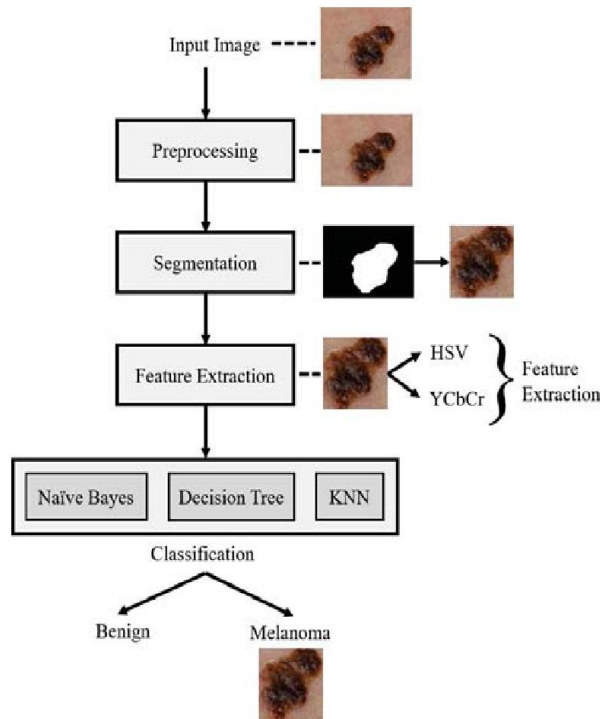 Input Image
Preprocessing
Segmentation
Feature Extraction
HSV
YCbCr
Feature
Extraction
Naïve Bayes
Decision Tree
KNN
Classification
Benign
Melanoma